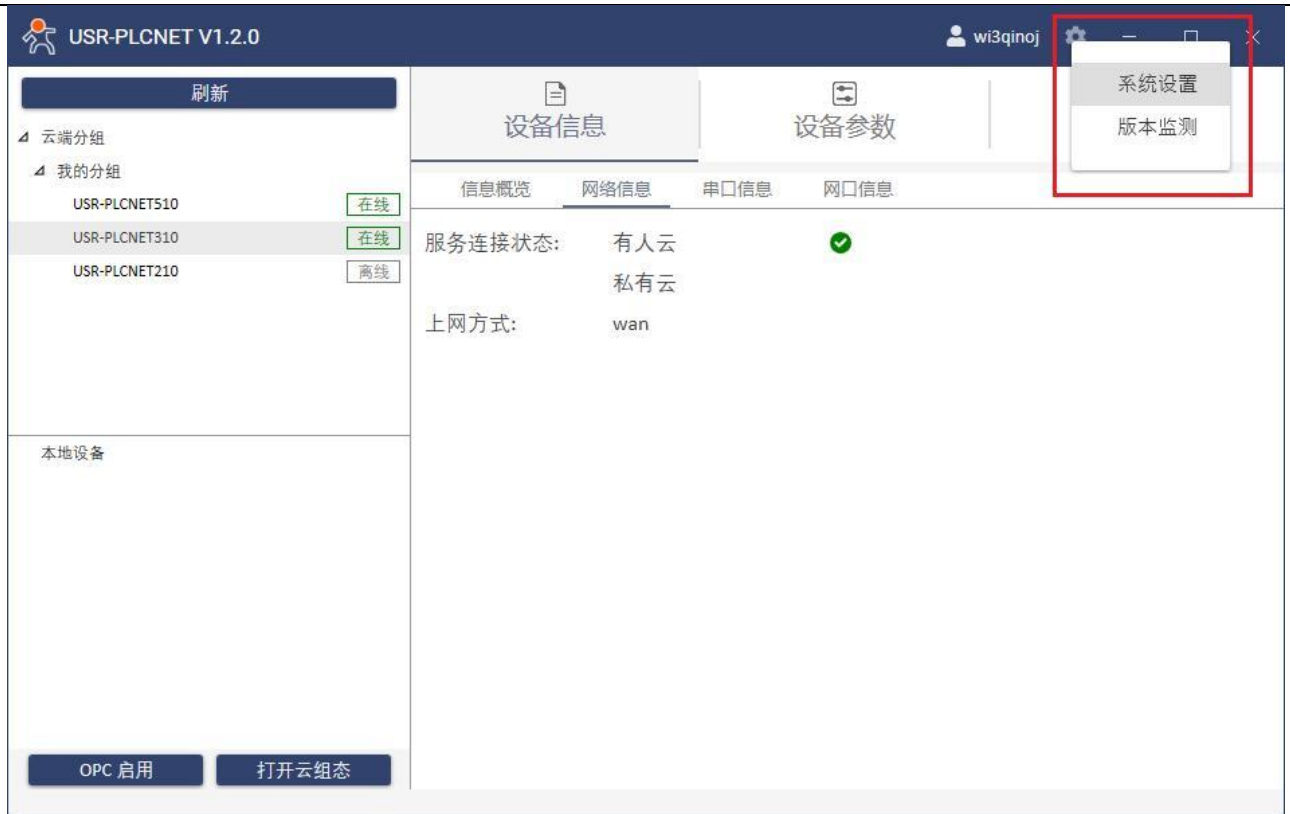 USR-PLCNET V1.2.0
wi3qinoj
系统设置
版本监测
刷新
云端分组
我的分组
USR-PLCNET510 在线
USR-PLCNET310 在线
USR-PLCNET210 离线
本地设备
OPC 启用 打开云组态
设备信息 设备参数
信息概览 网络信息 串口信息 网口信息
服务连接状态: 有人云
私有云
上网方式: wan